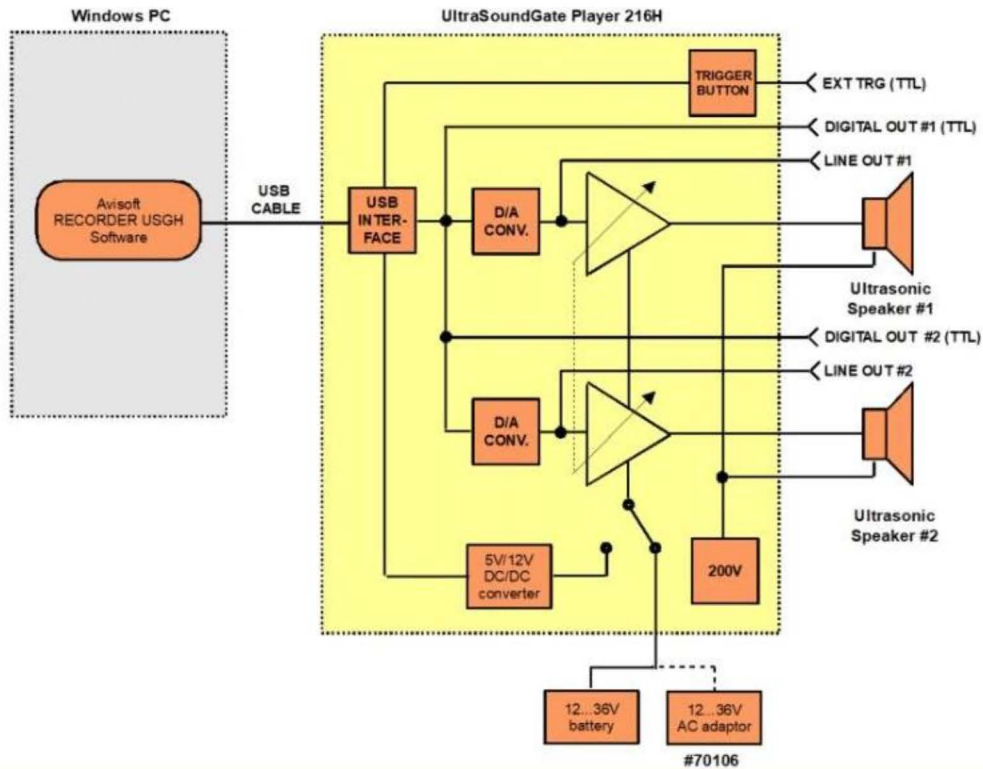 Windows PC
UltraSoundGate Player 216H
TRIGGER
BUTTON
EXT TRG (TTL)
DIGITAL OUT #1 (TTL)
LINE OUT #1
Avisoft
RECORDER USGH
Software
USB
CABLE
USB
INTER-
FACE
D/A
CONV.
Ultrasonic
Speaker #1
DIGITAL OUT #2 (TTL)
LINE OUT #2
D/A
CONV.
Ultrasonic
Speaker #2
5V/12V
DC/DC
converter
200V
12...36V
battery
12...36V
AC adaptor
#70106